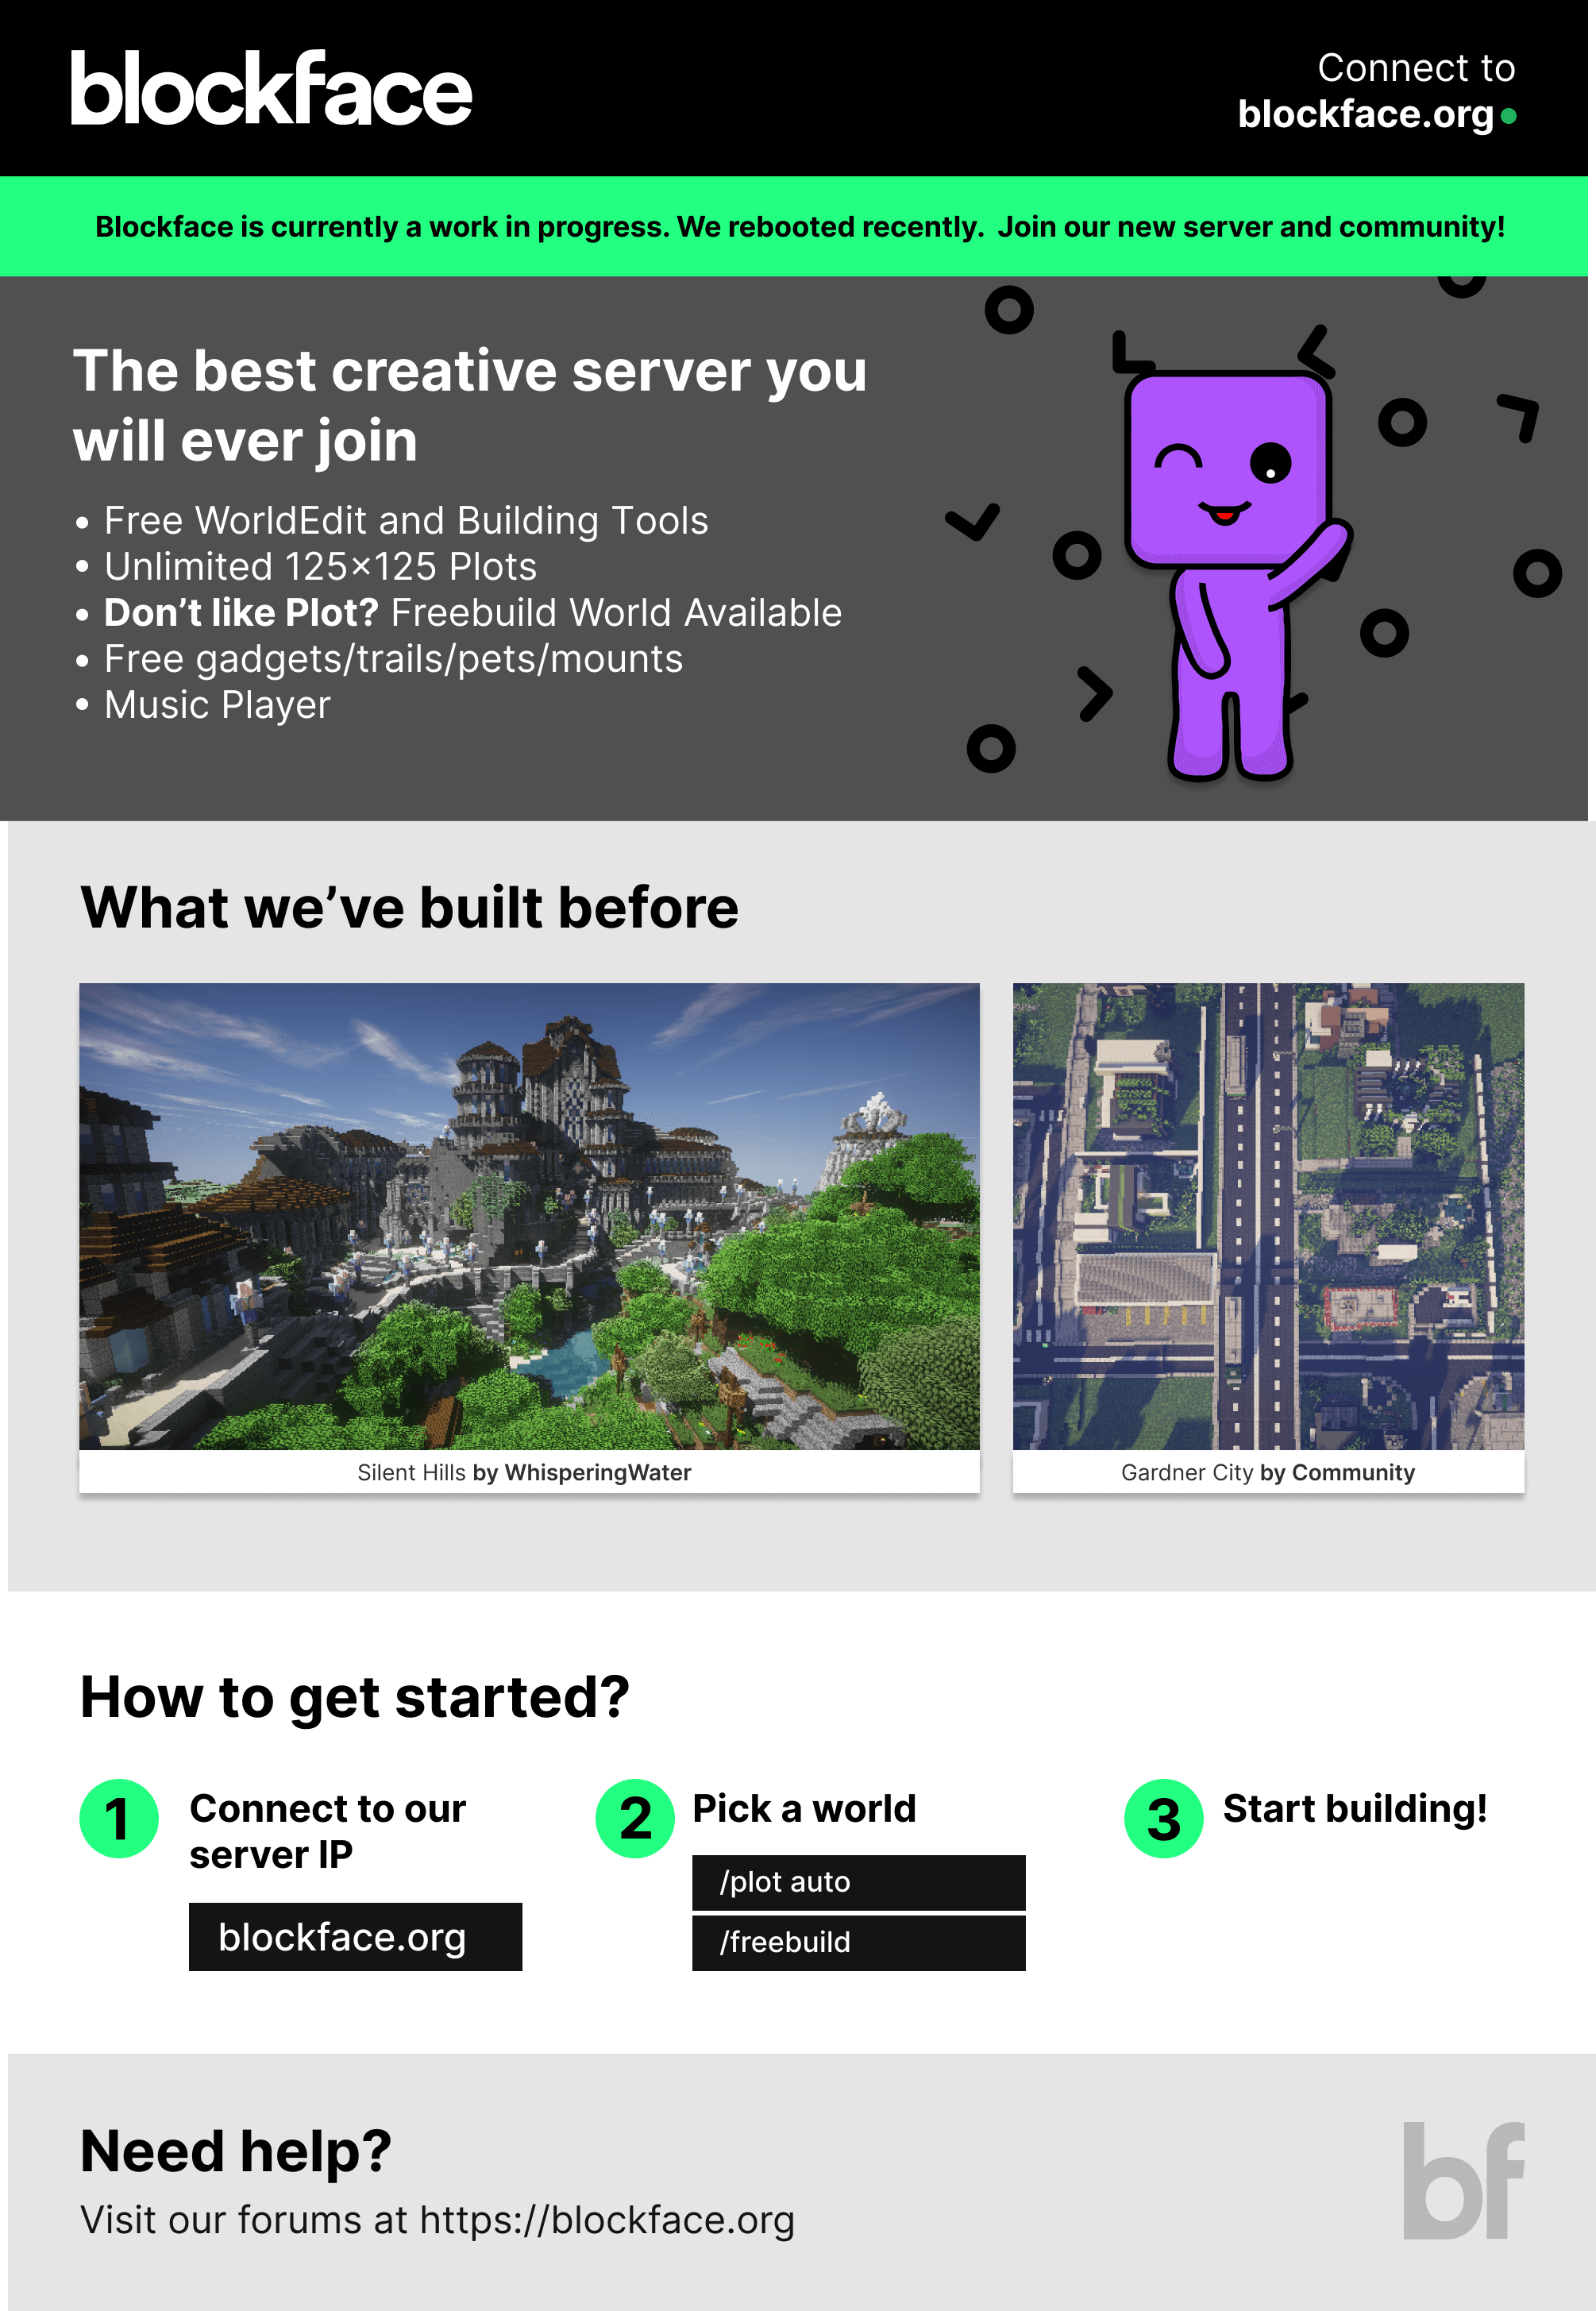 blockface
Connect to
blockface.org
Blockface is currently a work in progress. We rebooted recently.  Join our new server and community!
The best creative server you
will ever join
• Free WorldEdit and Building Tools
• Unlimited 125×125 Plots
• Don’t like Plot? Freebuild World Available
• Free gadgets/trails/pets/mounts
• Music Player
What we’ve built before
Silent Hills by WhisperingWater
Gardner City by Community
How to get started?
1
Connect to our
server IP
blockface.org
2
Pick a world
/plot auto
/freebuild
3
Start building!
Need help?
Visit our forums at https://blockface.org
bf